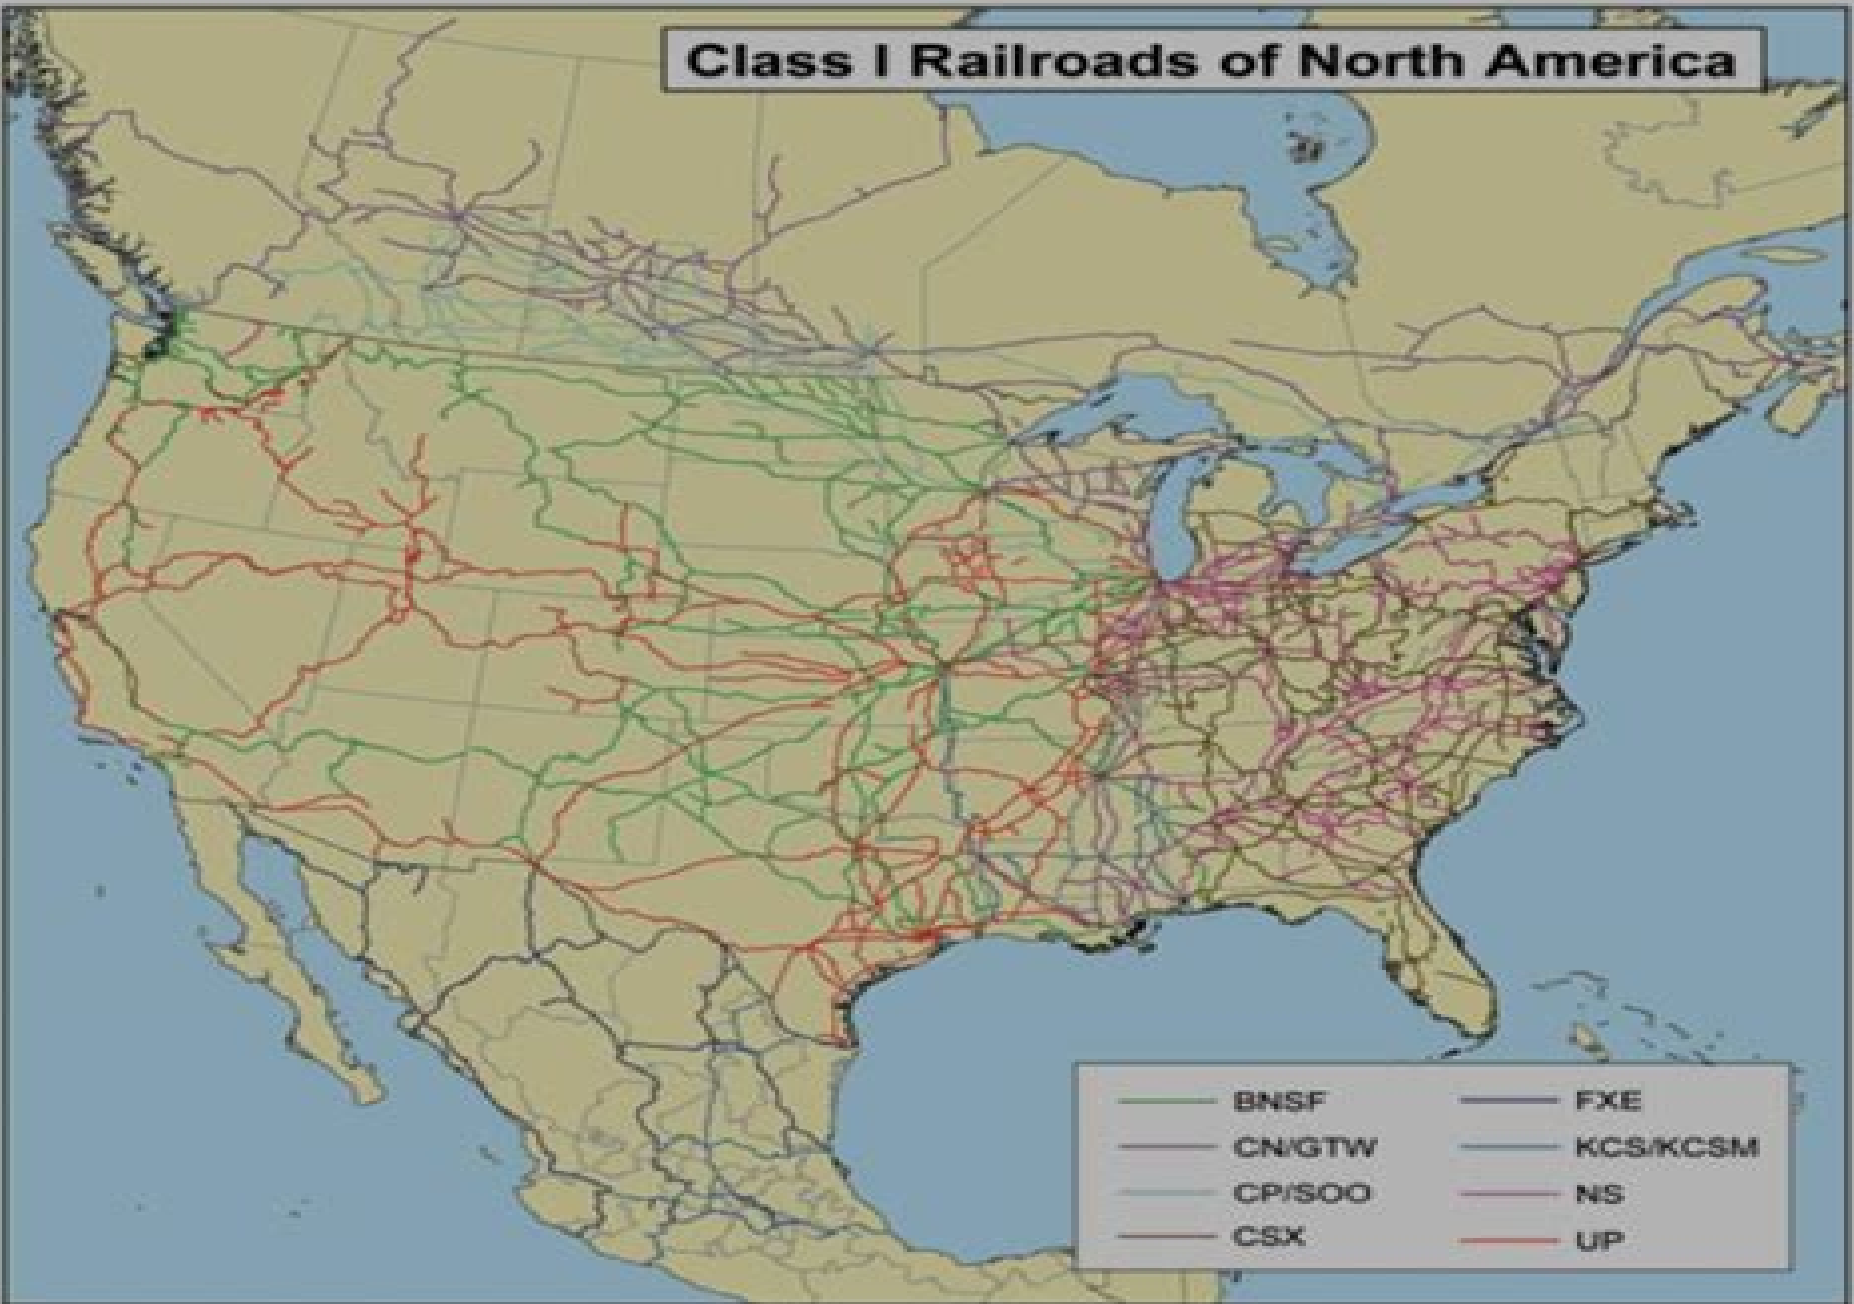 Class I Railroads of North America
BNSF
FXE
CN/GTW
KCS/KCSM
CP/SOO
NS
CSX
UP